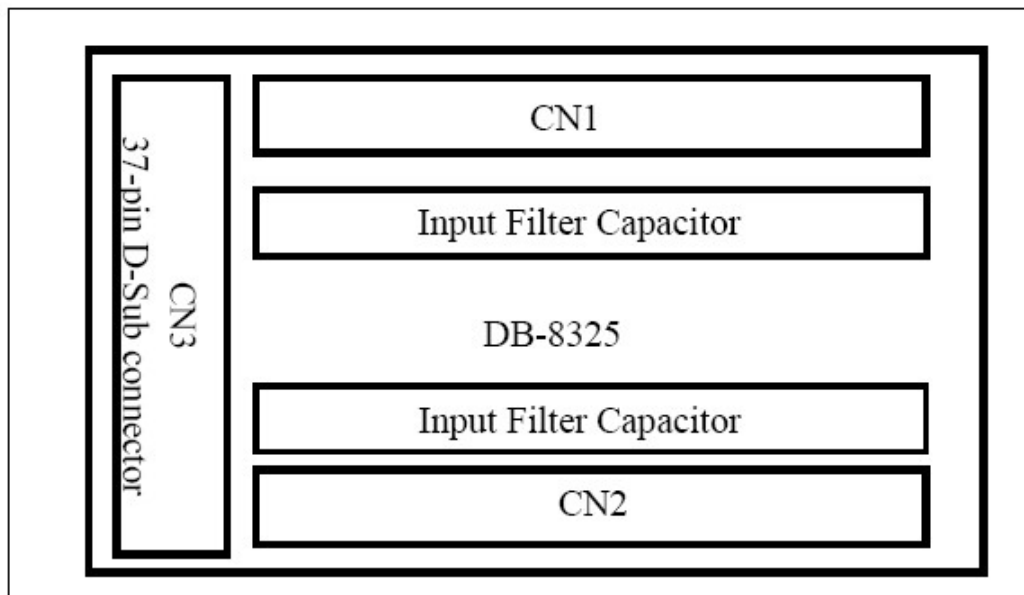 CN1
Input Filter Capacitor
CN3
37-pin D-Sub connector
DB-8325
Input Filter Capacitor
CN2